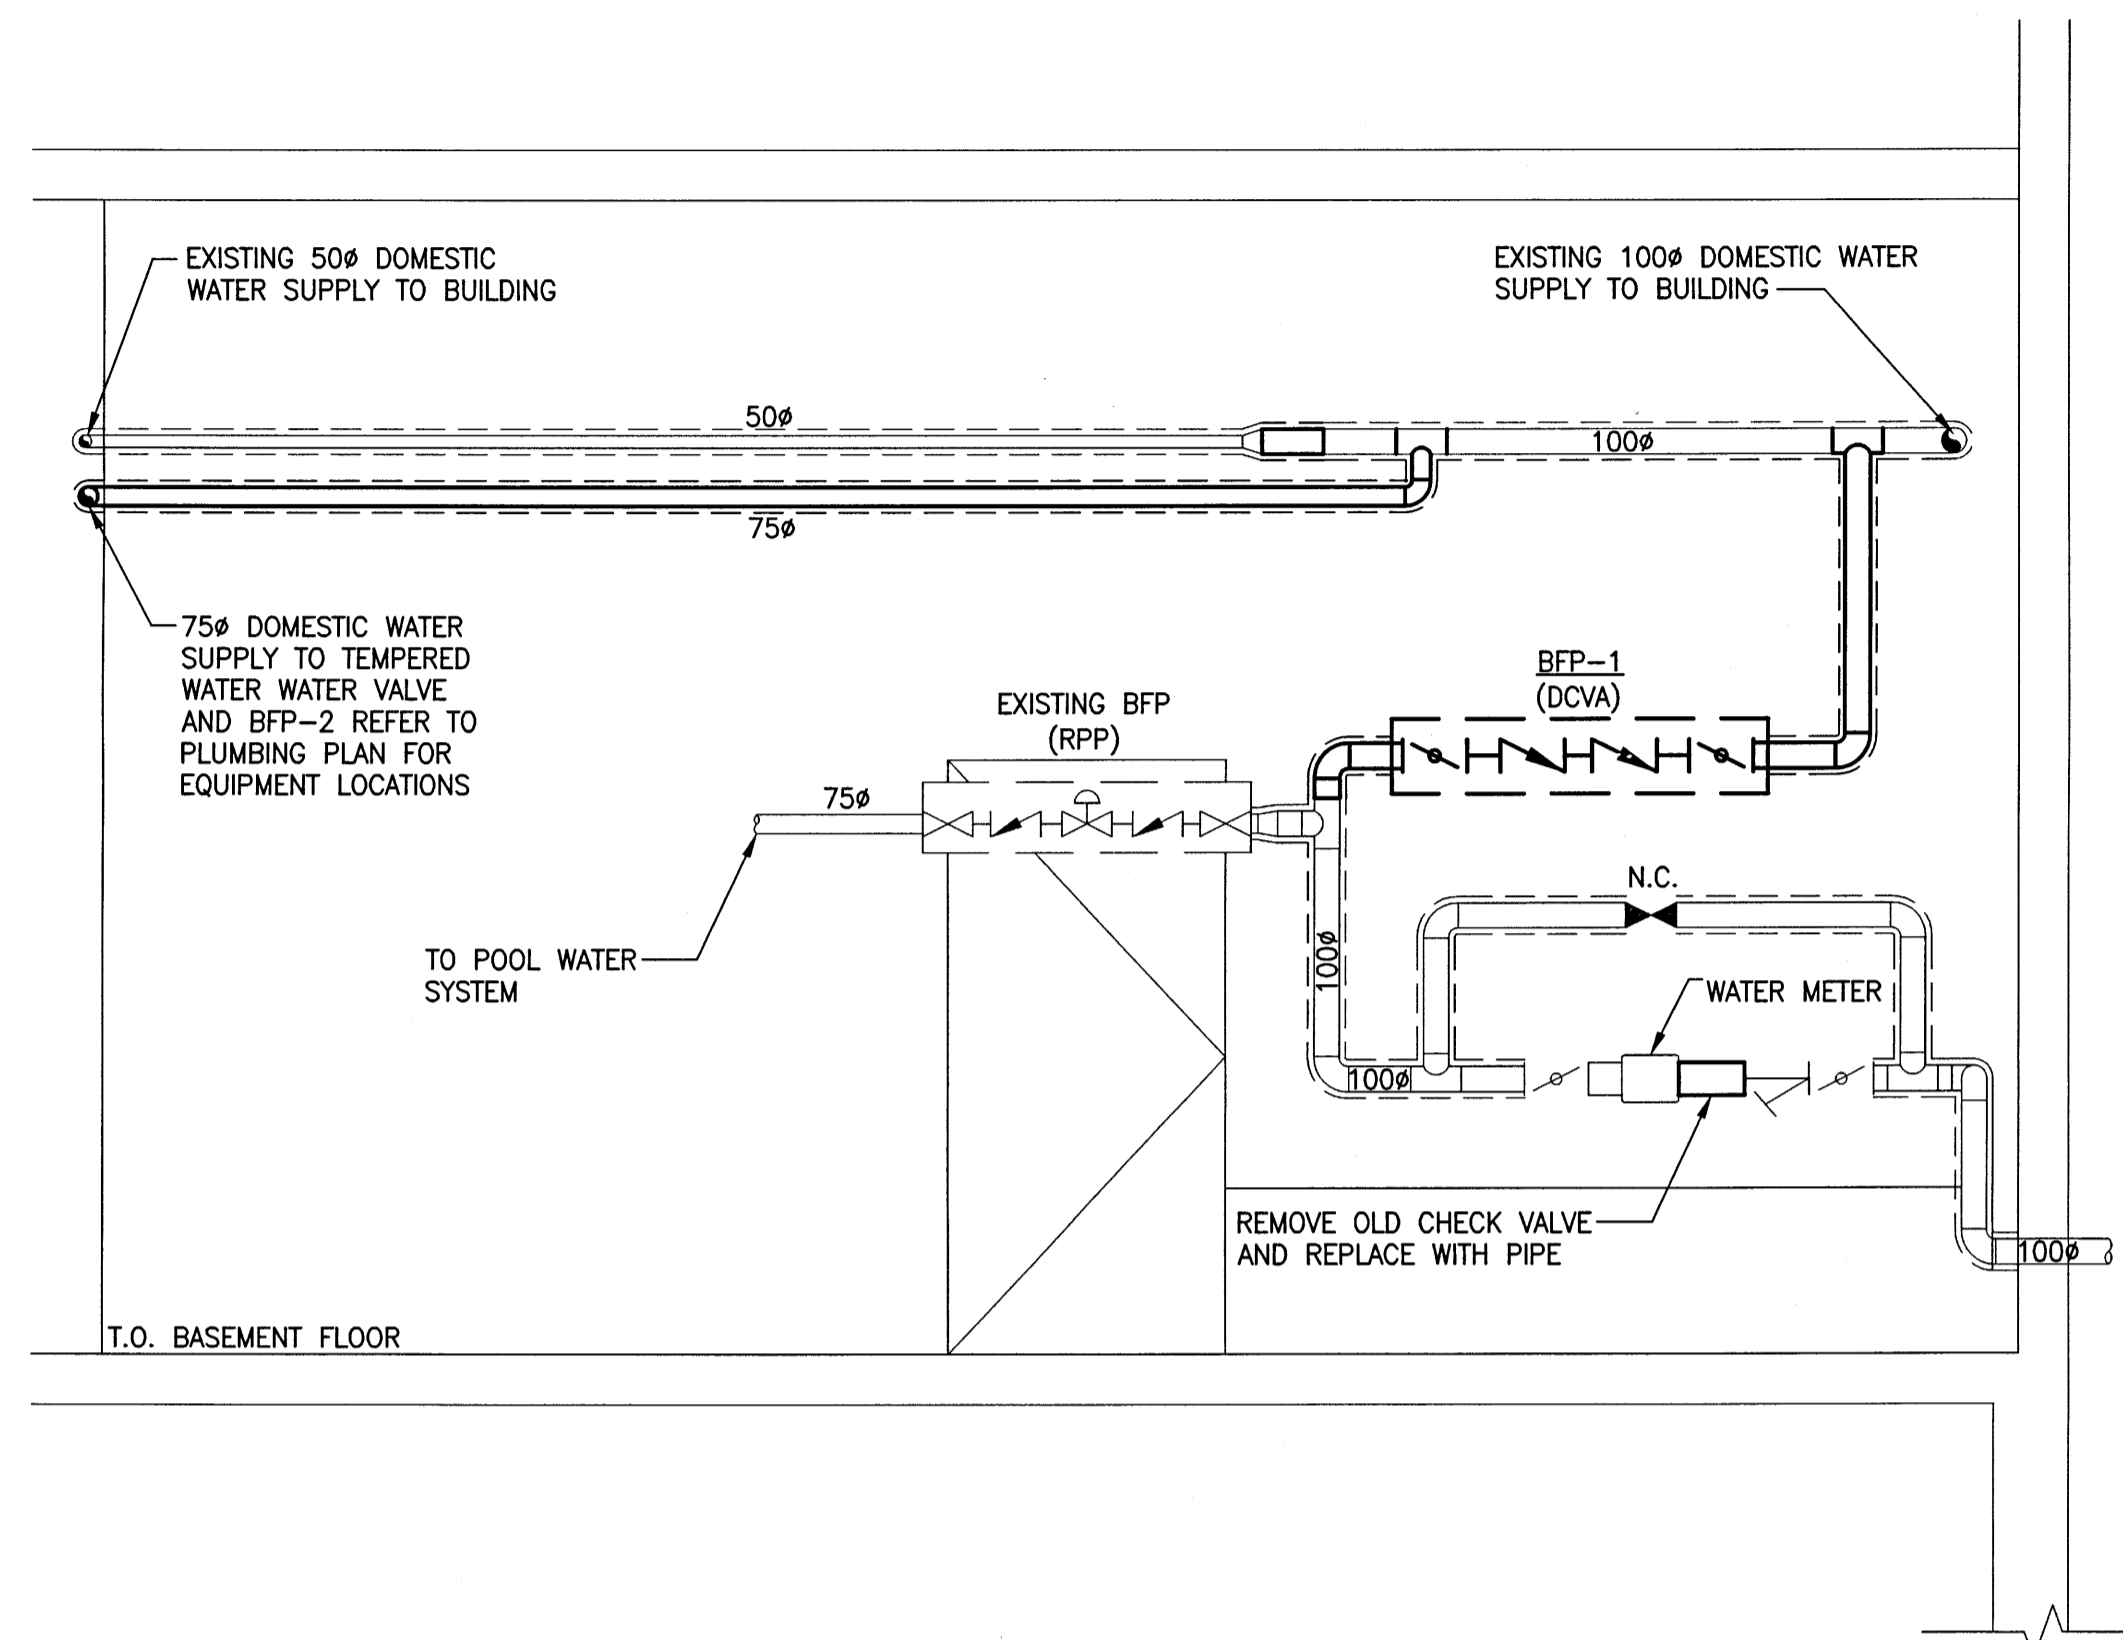 EXISTING 50ø DOMESTIC
WATER SUPPLY TO BUILDING
EXISTING 100ø DOMESTIC WATER
SUPPLY TO BUILDING
50ø
100ø
75ø
75ø DOMESTIC WATER
SUPPLY TO TEMPERED
WATER WATER VALVE
AND BFP-2 REFER TO
PLUMBING PLAN FOR
EQUIPMENT LOCATIONS
BFP-1
(DCVA)
EXISTING BFP
(RPP)
75ø
N.C.
TO POOL WATER
SYSTEM
100ø
WATER METER
100ø
REMOVE OLD CHECK VALVE
AND REPLACE WITH PIPE
100ø
T.O. BASEMENT FLOOR